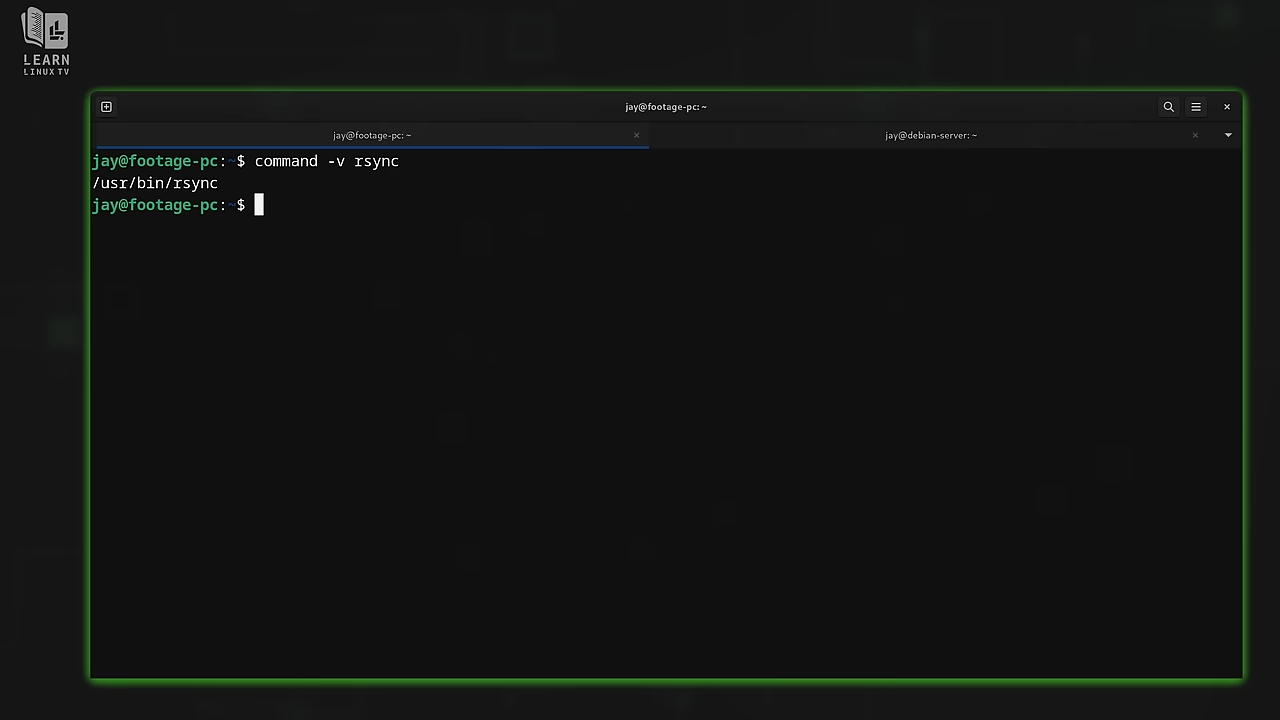 LEARN
LINUX TV
jay@footage-pc: ~
jay@footage-pc: ~
jay@debian-server: ~
jay@footage-pc:~$ command -v rsync
/usr/bin/rsync
jay@footage-pc:~$